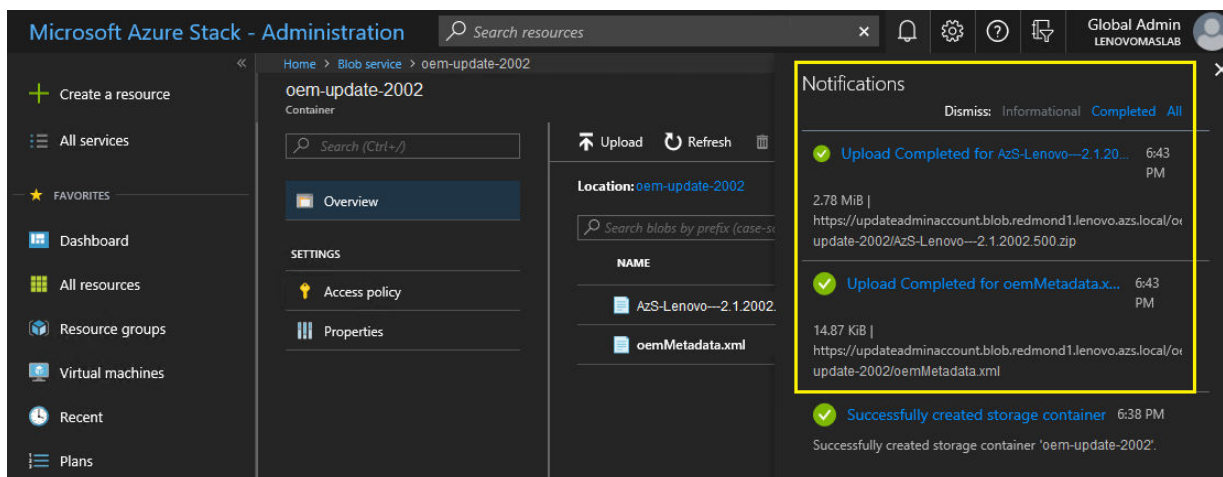 Microsoft Azure Stack - Administration
Search resources
Global Admin
LENOVOMASLAB
Create a resource
All services
FAVORITES
Dashboard
All resources
Resource groups
Virtual machines
Recent
Plans
Home > Blob service > oem-update-2002
oem-update-2002
Container
Search (Ctrl+/)
Overview
SETTINGS
Access policy
Properties
Upload Refresh
Location: oem-update-2002
Search blobs by prefix (case-s
NAME
AzS-Lenovo---2.1.2002.
oemMetadata.xml
Notifications
Dismiss: Informational Completed All
Upload Completed for AzS-Lenovo---2.1.20... 6:43
PM
2.78 MiB |
https://updateadminaccount.blob.redmond1.lenovo.azs.local/oe
update-2002/AzS-Lenovo---2.1.2002.500.zip
Upload Completed for oemMetadata.x... 6:43
PM
14.87 KiB |
https://updateadminaccount.blob.redmond1.lenovo.azs.local/oe
update-2002/oemMetadata.xml
Successfully created storage container 6:38 PM
Successfully created storage container 'oem-update-2002'.